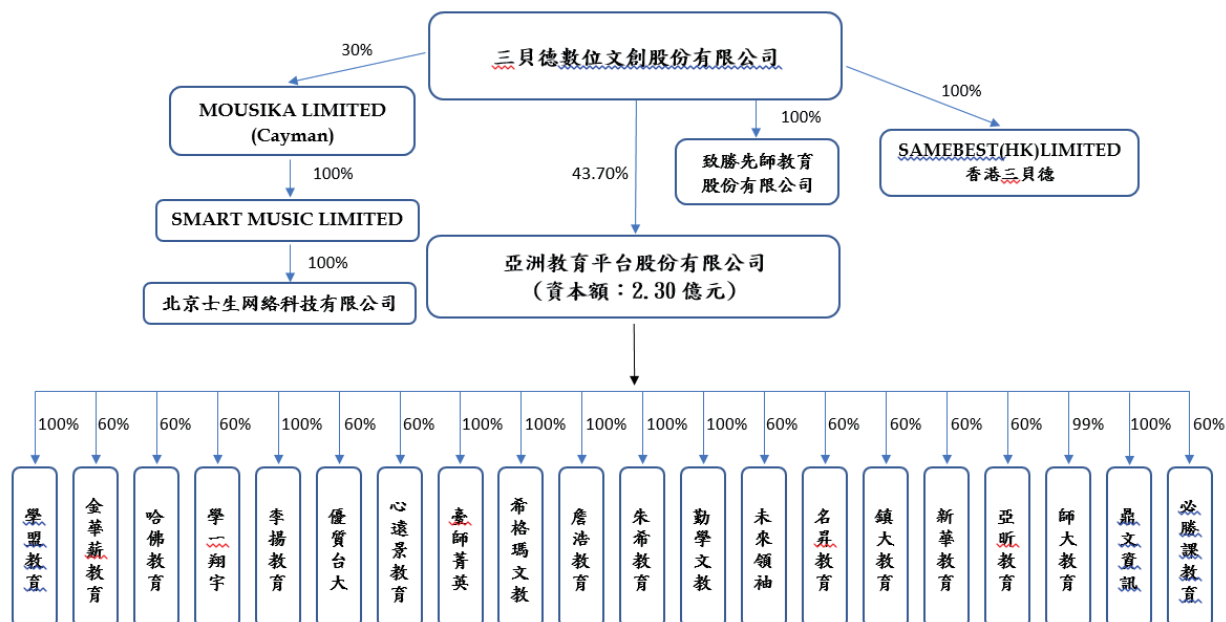 三貝德數位文創股份有限公司
30%
MOUSIKA LIMITED
(Cayman)
100%
SMART MUSIC LIMITED
100%
北京士生网络科技有限公司
43.70%
100%
致勝先師教育
股份有限公司
100%
SAMEBEST(HK)LIMITED
香港三貝德
亞洲教育平台股份有限公司
(資本額：2.30 億元)
100% 60% 60% 60% 100% 60% 60% 100% 100% 100% 100% 100% 60% 60% 60% 60% 60% 99% 100% 60%
學盟教育
金華薪教育
哈佛教育
學一翔宇
李揚教育
優質台大
心遠景教育
臺師菁英
希格瑪文教
詹浩教育
朱希教育
勤學文教
未來領袖
名昇教育
鎮大教育
新華教育
亞昕教育
師大教育
鼎文資訊
必勝課教育